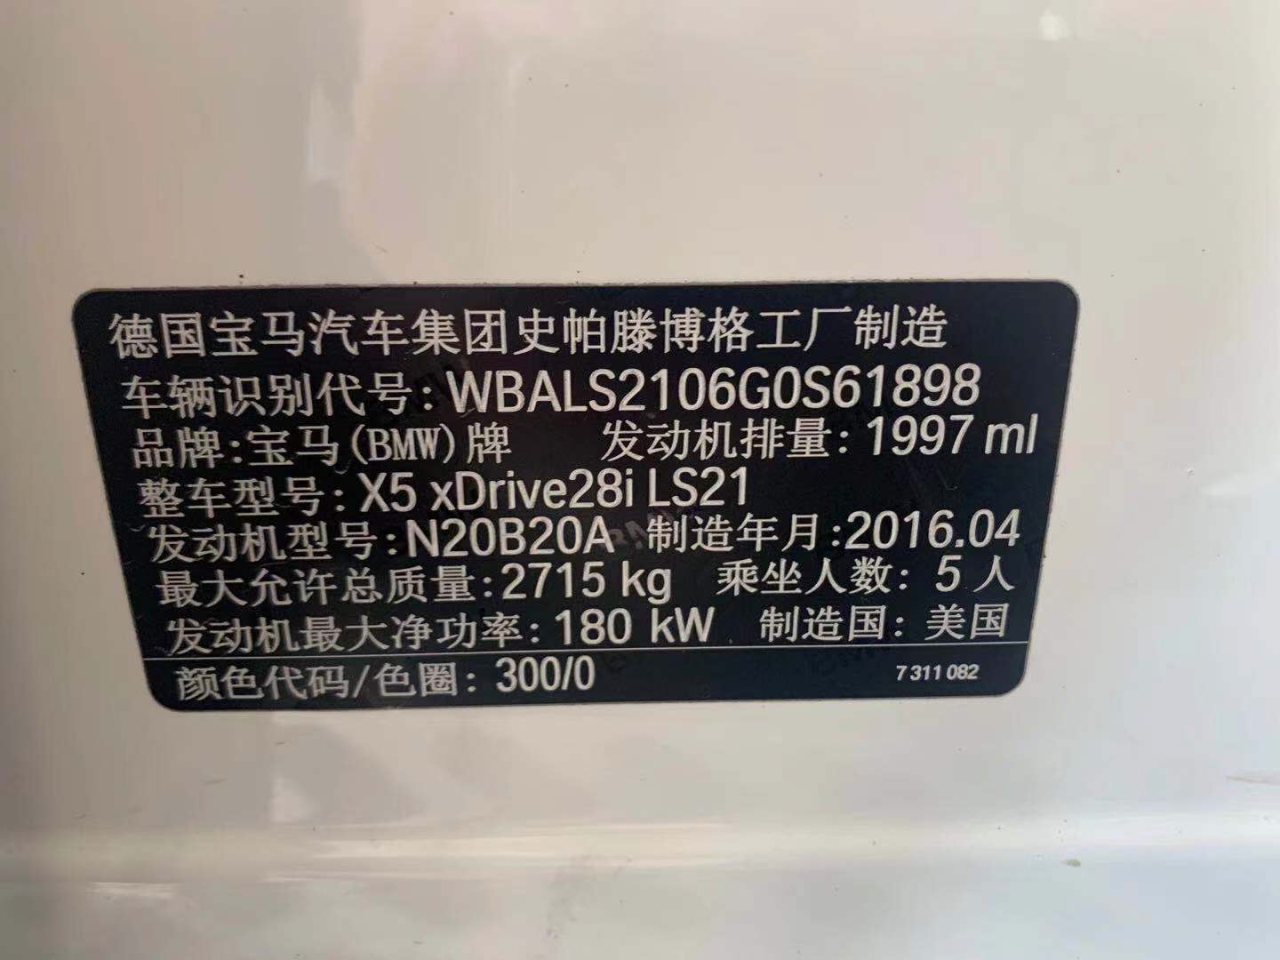 德国宝马汽车集团史帕滕博格工厂制造
车辆识别代号: WBALS2106G0S61898
品牌:宝马(BMW)牌 发动机排量: 1997 ml
整车型号: X5 xDrive28i LS21
发动机型号:N20B20A 制造年月:2016.04
最大允许总质量:2715 kg 乘坐人数: 5 人
发动机最大净功率: 180 kW 制造国: 美国
颜色代码/色圈: 300/0 7 311 082